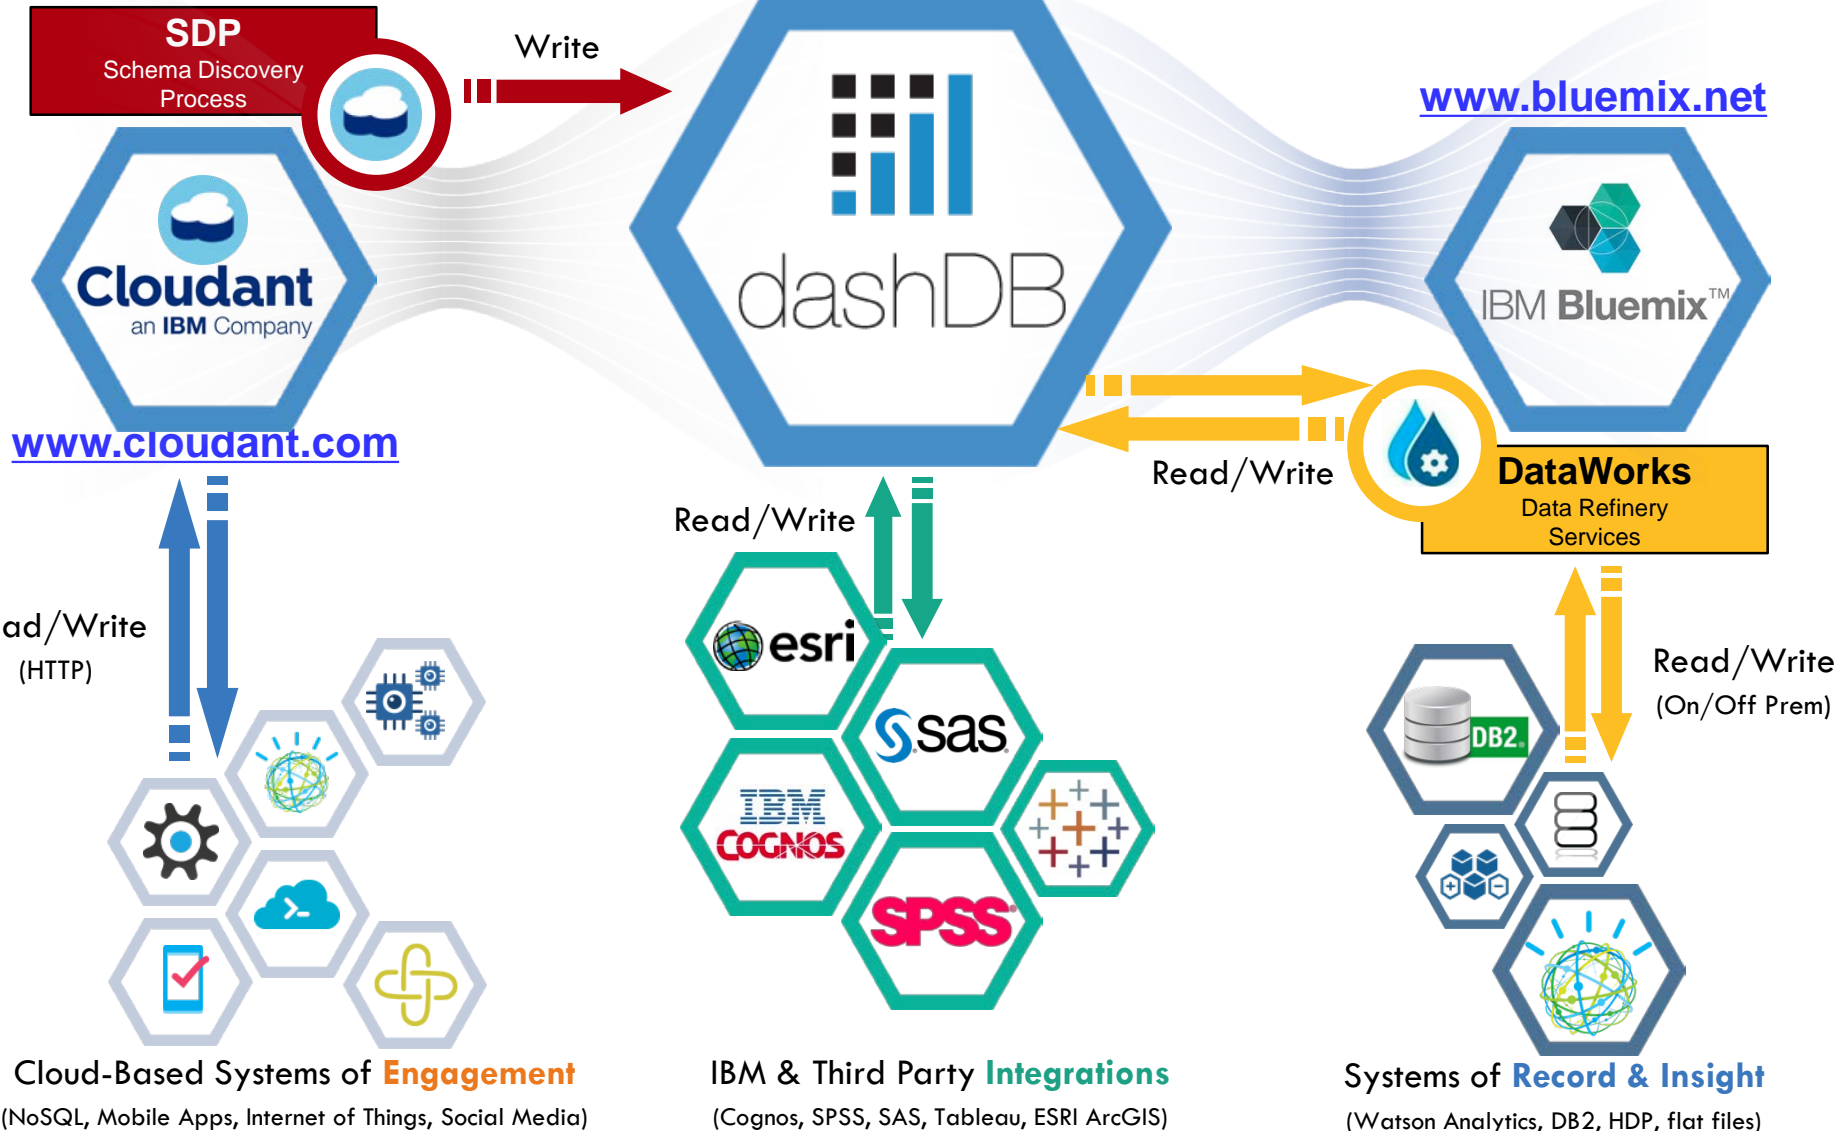 SDP
Schema Discovery
Process
Write
www.bluemix.net
Cloudant
an IBM Company
dashDB
IBM Bluemix™
www.cloudant.com
Read/Write
DataWorks
Data Refinery
Services
Read/Write
ad/Write
(HTTP)
esri
Read/Write
(On/Off Prem)
sas
DB2.
IBM
COGNOS
SPSS®
Cloud-Based Systems of Engagement
(NoSQL, Mobile Apps, Internet of Things, Social Media)
IBM & Third Party Integrations
(Cognos, SPSS, SAS, Tableau, ESRI ArcGIS)
Systems of Record & Insight
(Watson Analytics, DB2, HDP, flat files)